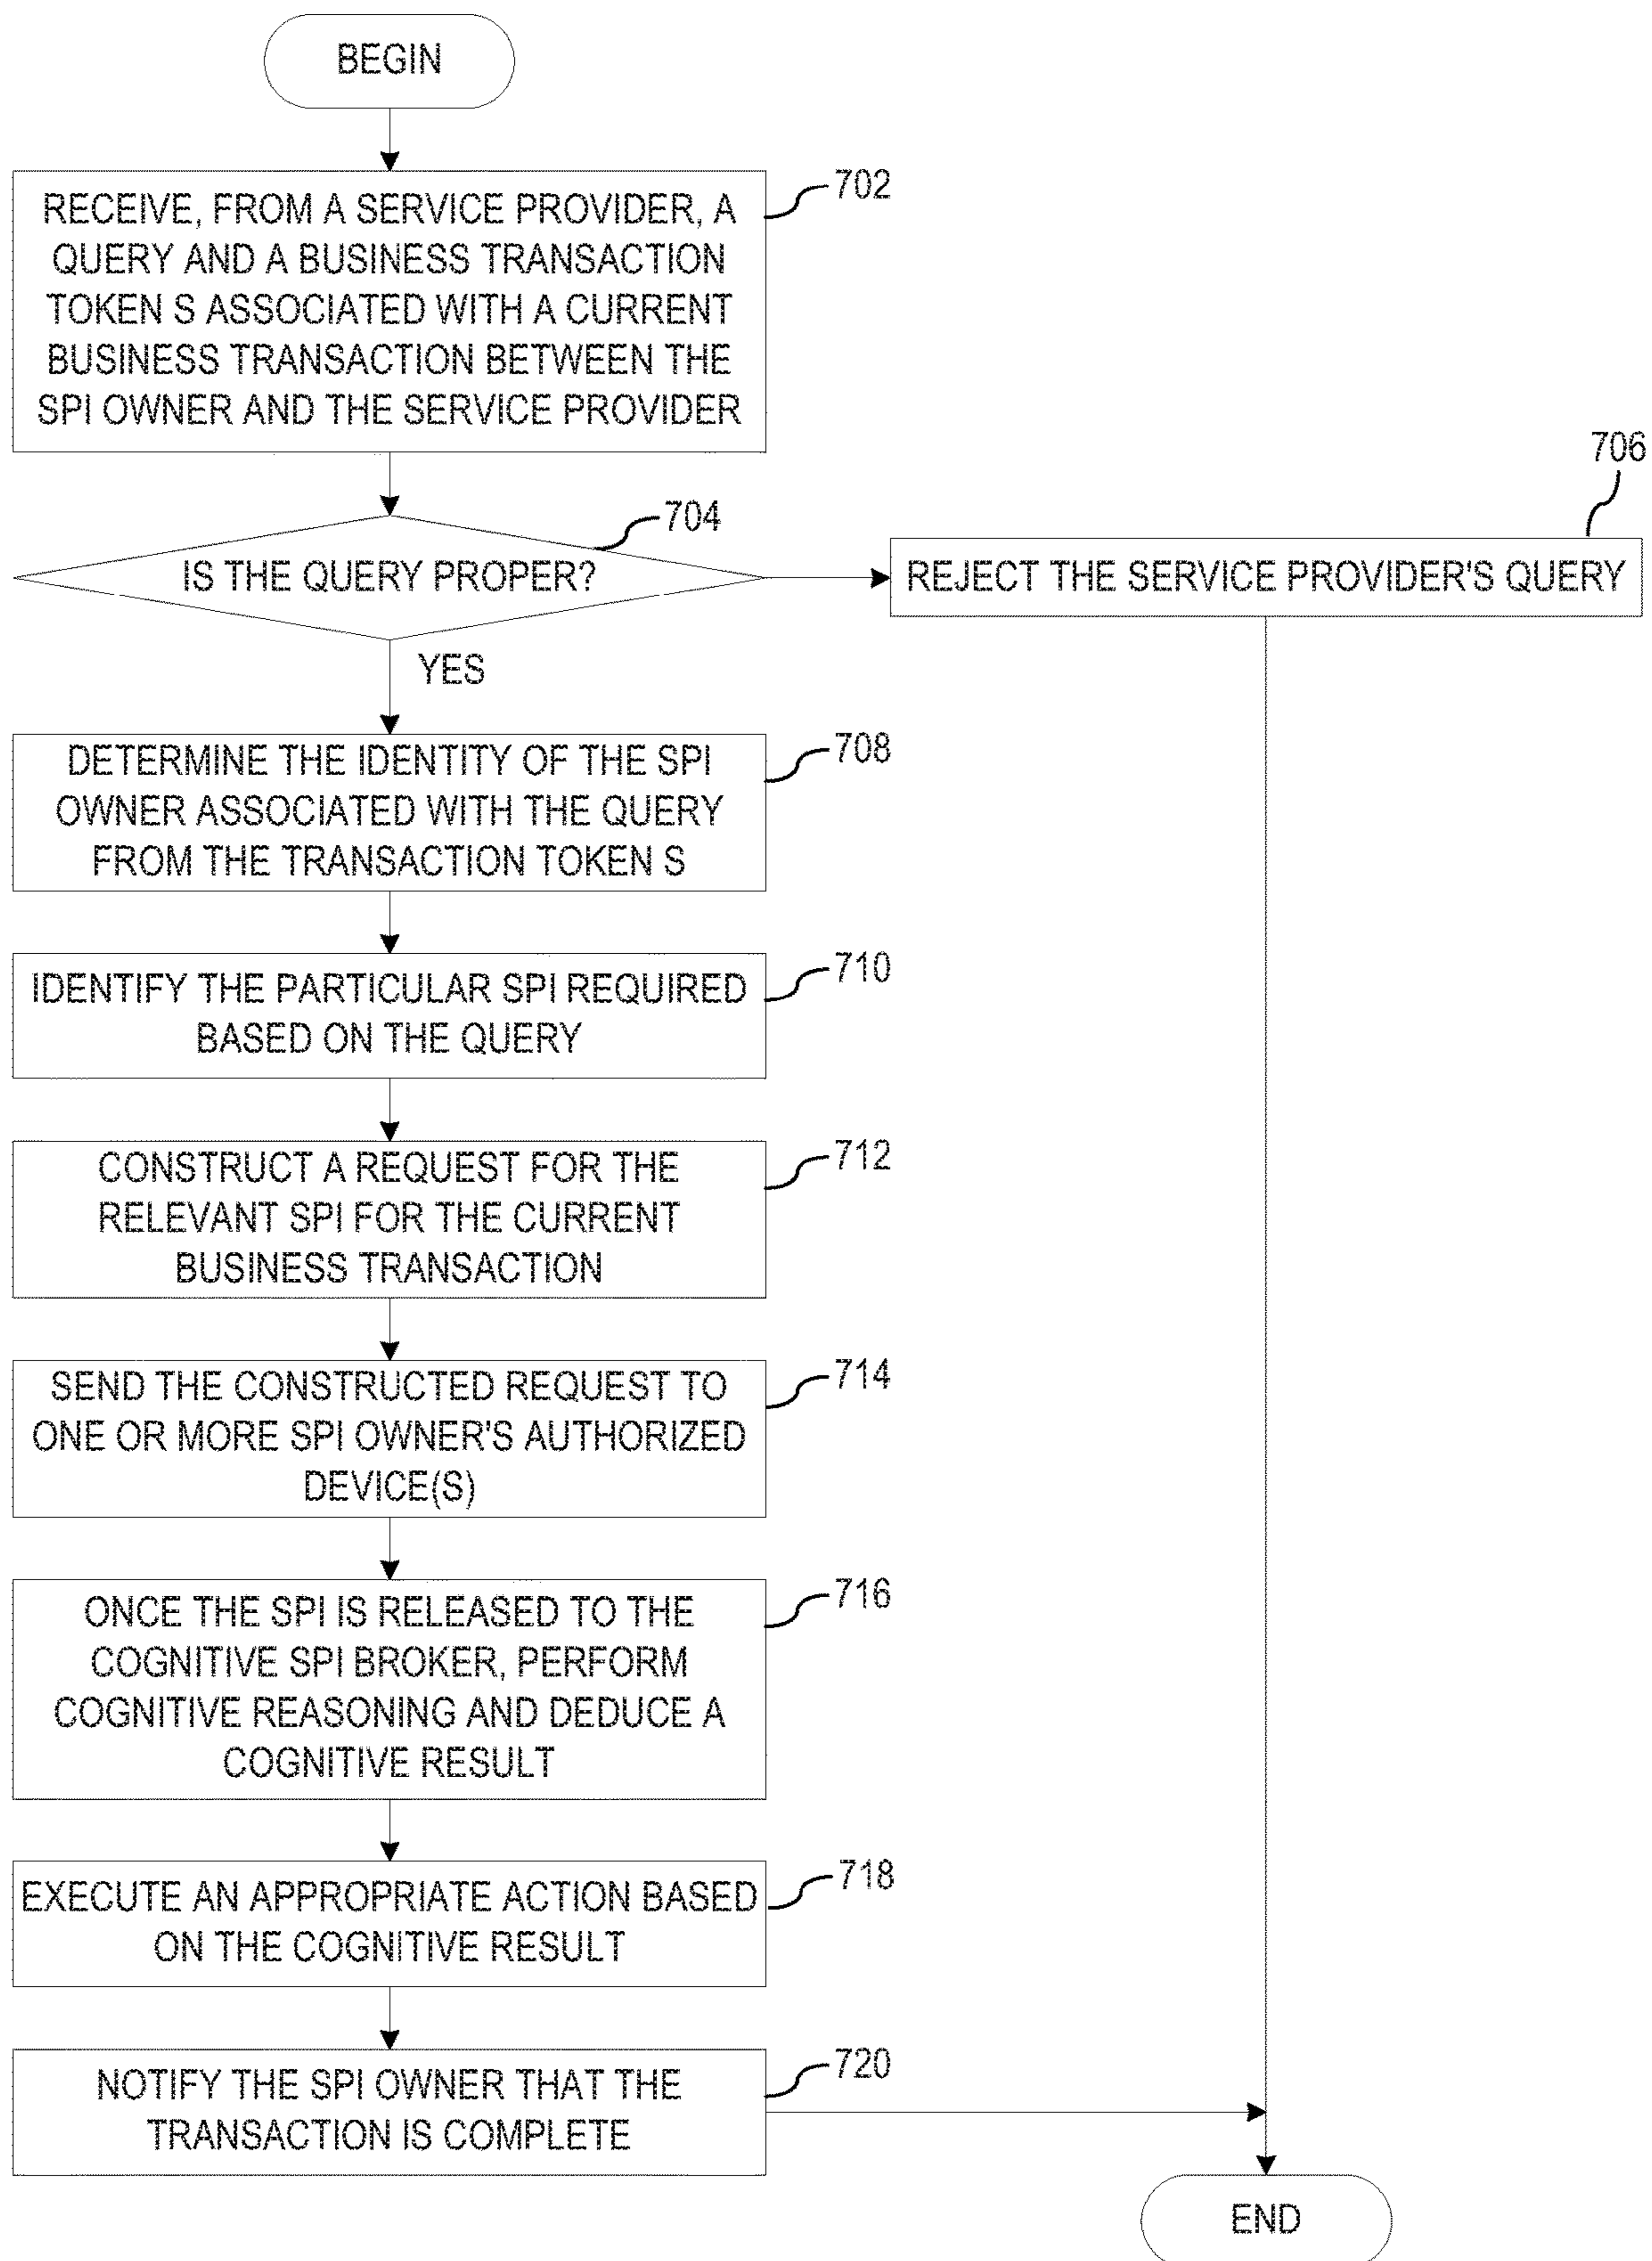 BEGIN
RECEIVE, FROM A SERVICE PROVIDER, A
QUERY AND A BUSINESS TRANSACTION
TOKEN S ASSOCIATED WITH A CURRENT
BUSINESS TRANSACTION BETWEEN THE
SPI OWNER AND THE SERVICE PROVIDER
702
IS THE QUERY PROPER?
704
REJECT THE SERVICE PROVIDER'S QUERY
706
YES
DETERMINE THE IDENTITY OF THE SPI
OWNER ASSOCIATED WITH THE QUERY
FROM THE TRANSACTION TOKEN S
708
IDENTIFY THE PARTICULAR SPI REQUIRED
BASED ON THE QUERY
710
CONSTRUCT A REQUEST FOR THE
RELEVANT SPI FOR THE CURRENT
BUSINESS TRANSACTION
712
SEND THE CONSTRUCTED REQUEST TO
ONE OR MORE SPI OWNER'S AUTHORIZED
DEVICE(S)
714
ONCE THE SPI IS RELEASED TO THE
COGNITIVE SPI BROKER, PERFORM
COGNITIVE REASONING AND DEDUCE A
COGNITIVE RESULT
716
EXECUTE AN APPROPRIATE ACTION BASED
ON THE COGNITIVE RESULT
718
NOTIFY THE SPI OWNER THAT THE
TRANSACTION IS COMPLETE
720
END